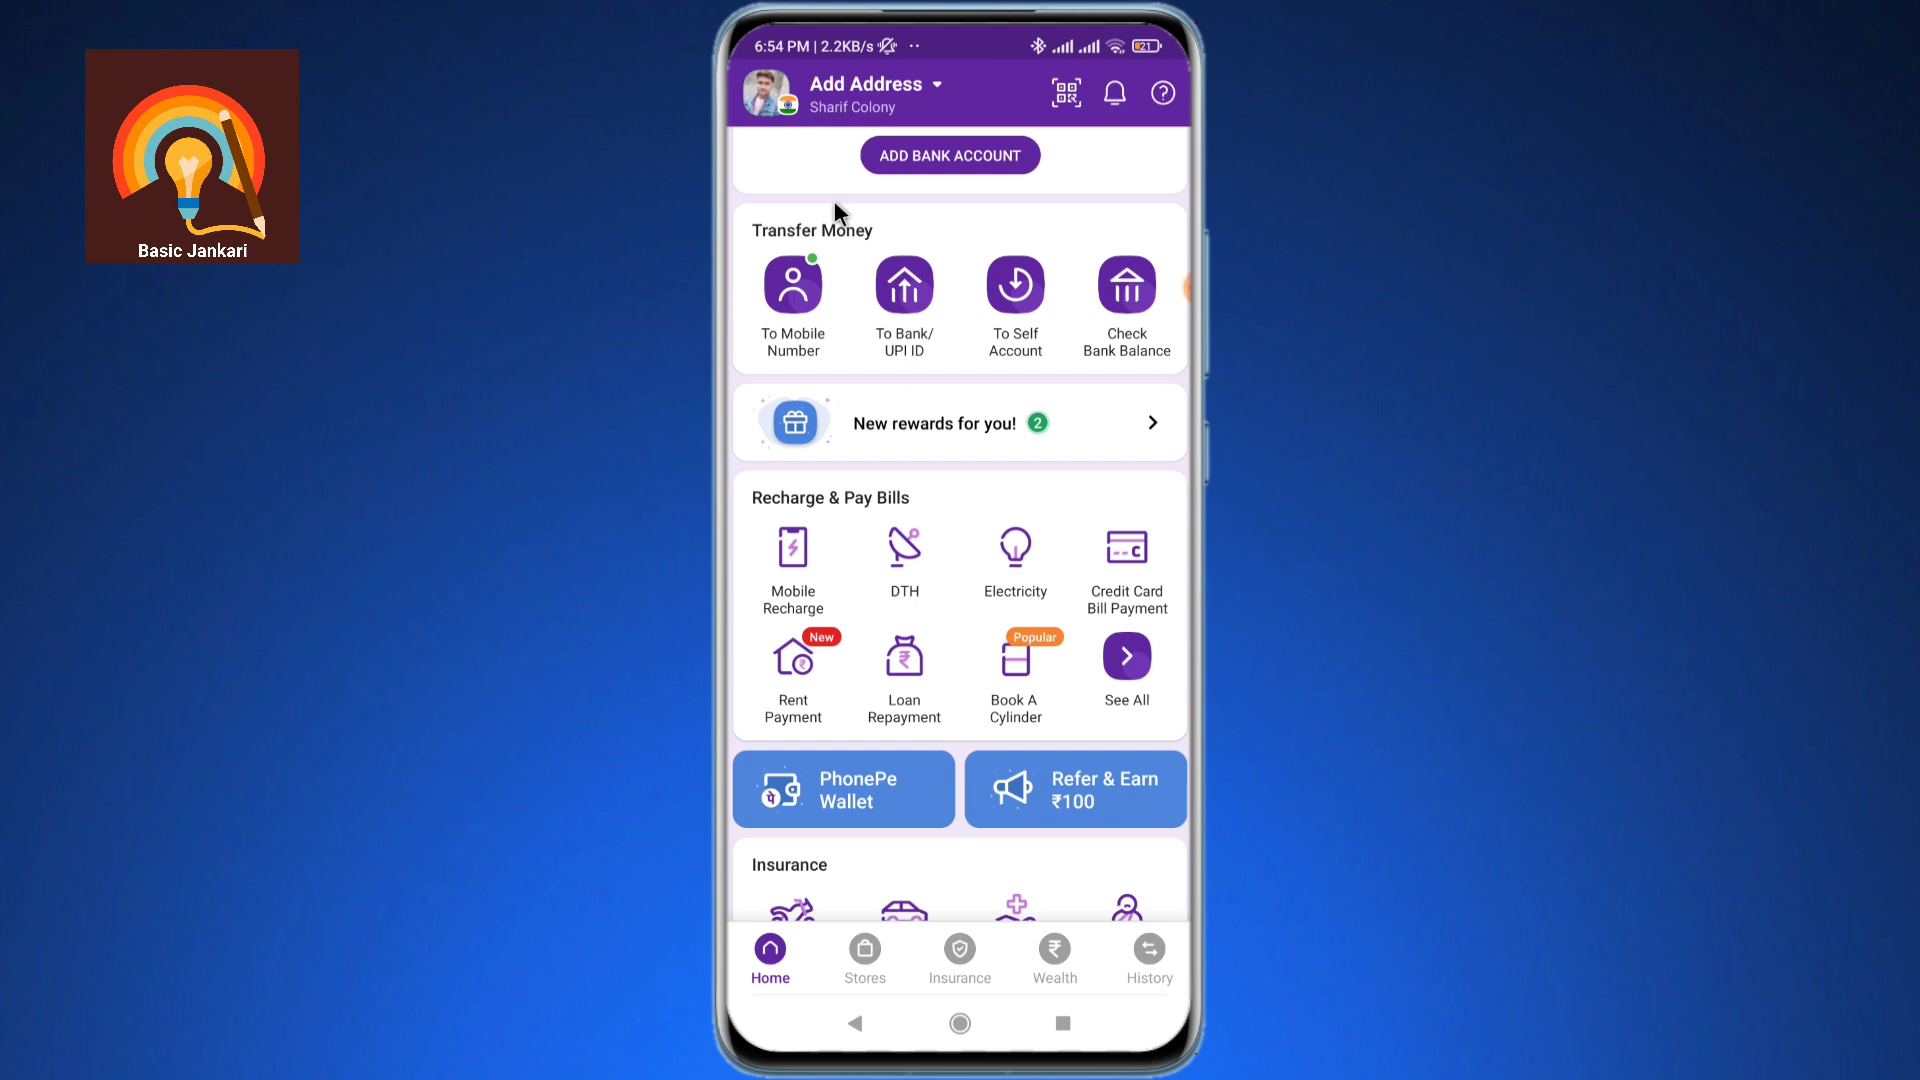 Basic Jankari
6:54 PM | 2.2KB/s
21
Add Address
Sharif Colony
ADD BANK ACCOUNT
Transfer Money
To Mobile
Number
To Bank/
UPI ID
To Self
Account
Check
Bank Balance
New rewards for you! 2
Recharge & Pay Bills
Mobile
Recharge
DTH
Electricity
Credit Card
Bill Payment
New
Popular
Rent
Payment
Loan
Repayment
Book A
Cylinder
See All
पे
PhonePe
Wallet
Refer & Earn
₹100
Insurance
Home
Stores
Insurance
Wealth
History